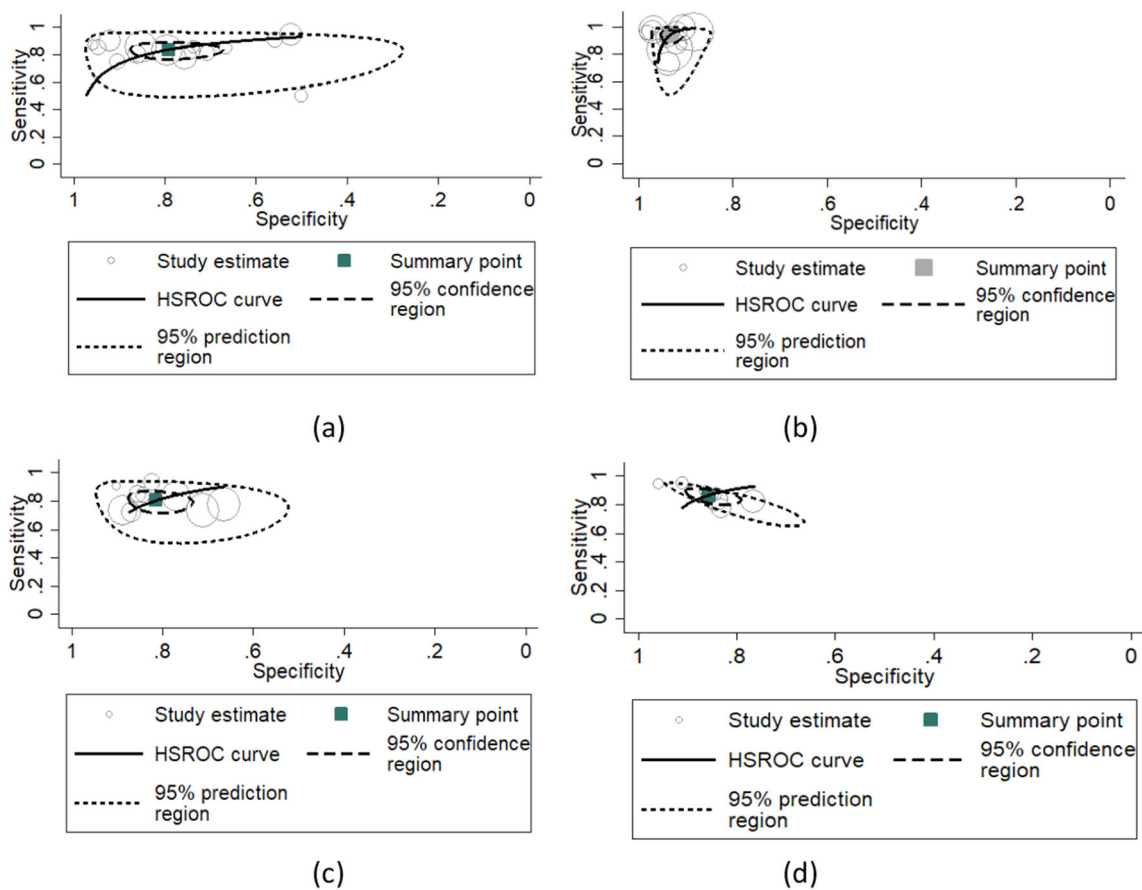 Sensitivity
0 .2 .4 .6 .8 1
1 .8 .6 .4 .2 0
Specificity
Study estimate Summary point
HSROC curve 95% confidence
region
95% prediction
region
(a)
Sensitivity
0 .2 .4 .6 .8 1
1 .8 .6 .4 .2 0
Specificity
Study estimate Summary point
HSROC curve 95% confidence
region
95% prediction
region
(b)
Sensitivity
0 .2 .4 .6 .8 1
1 .8 .6 .4 .2 0
Specificity
Study estimate Summary point
HSROC curve 95% confidence
region
95% prediction
region
(c)
Sensitivity
0 .2 .4 .6 .8 1
1 .8 .6 .4 .2 0
Specificity
Study estimate Summary point
HSROC curve 95% confidence
region
95% prediction
region
(d)